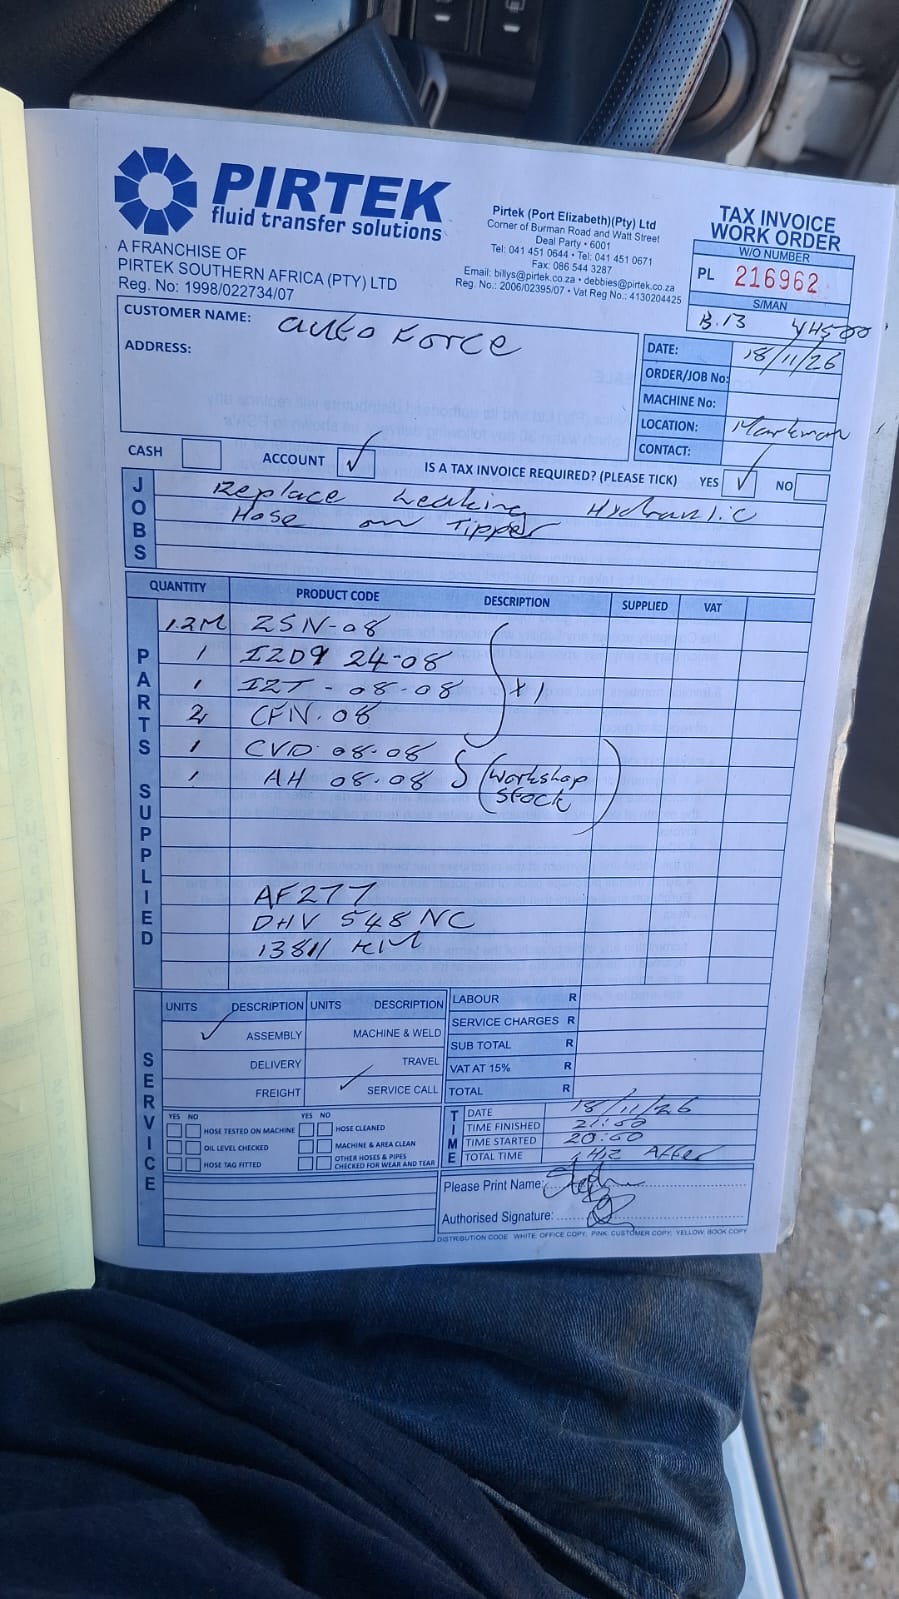 PIRTEK
fluid transfer solutions
A FRANCHISE OF
PIRTEK SOUTHERN AFRICA (PTY) LTD
Reg. No: 1998/022734/07
Pirtek (Port Elizabeth)(Pty) Ltd
Corner of Burman Road and Watt Street
Deal Party • 6001
Tel: 041 451 0644 • Tel: 041 451 0671
Fax: 086 544 3287
Email: billys@pirtek.co.za • debbies@pirtek.co.za
Reg. No.: 2006/02395/07 • Vat Reg No.: 4130204425
TAX INVOICE
WORK ORDER
W/O NUMBER
PL 216962
S/MAN
B.13
CUSTOMER NAME: Auto Force
ADDRESS:
DATE: 18/11/26
ORDER/JOB No:
MACHINE No:
LOCATION: Markman
CONTACT:
CASH ACCOUNT ✓ IS A TAX INVOICE REQUIRED? (PLEASE TICK) YES ✓ NO
JOBS
Replace Leaking Hydraulic
Hose on Tipper
QUANTITY PRODUCT CODE DESCRIPTION SUPPLIED VAT
PARTS SUPPLIED
1.2M 2SN-08
1 IZD9 24-08
1 IZT-08-08 x1
2 CFN.08
1 CVD 08-08
1 AH 08.08 (Workshop
Stock)
AF277
DHV 548 NC
13811 KM
SERVICE
UNITS DESCRIPTION UNITS DESCRIPTION
✓ ASSEMBLY MACHINE & WELD
DELIVERY TRAVEL
FREIGHT ✓ SERVICE CALL
LABOUR R
SERVICE CHARGES R
SUB TOTAL R
VAT AT 15% R
TOTAL R
YES NO YES NO
HOSE TESTED ON MACHINE HOSE CLEANED
OIL LEVEL CHECKED MACHINE & AREA CLEAN
HOSE TAG FITTED OTHER HOSES & PIPES
CHECKED FOR WEAR AND TEAR
TIME
DATE 18/11/26
TIME FINISHED 21:00
TIME STARTED 20:00
TOTAL TIME After
Please Print Name:
Authorised Signature:
DISTRIBUTION CODE WHITE: OFFICE COPY, PINK: CUSTOMER COPY, YELLOW: BOOK COPY